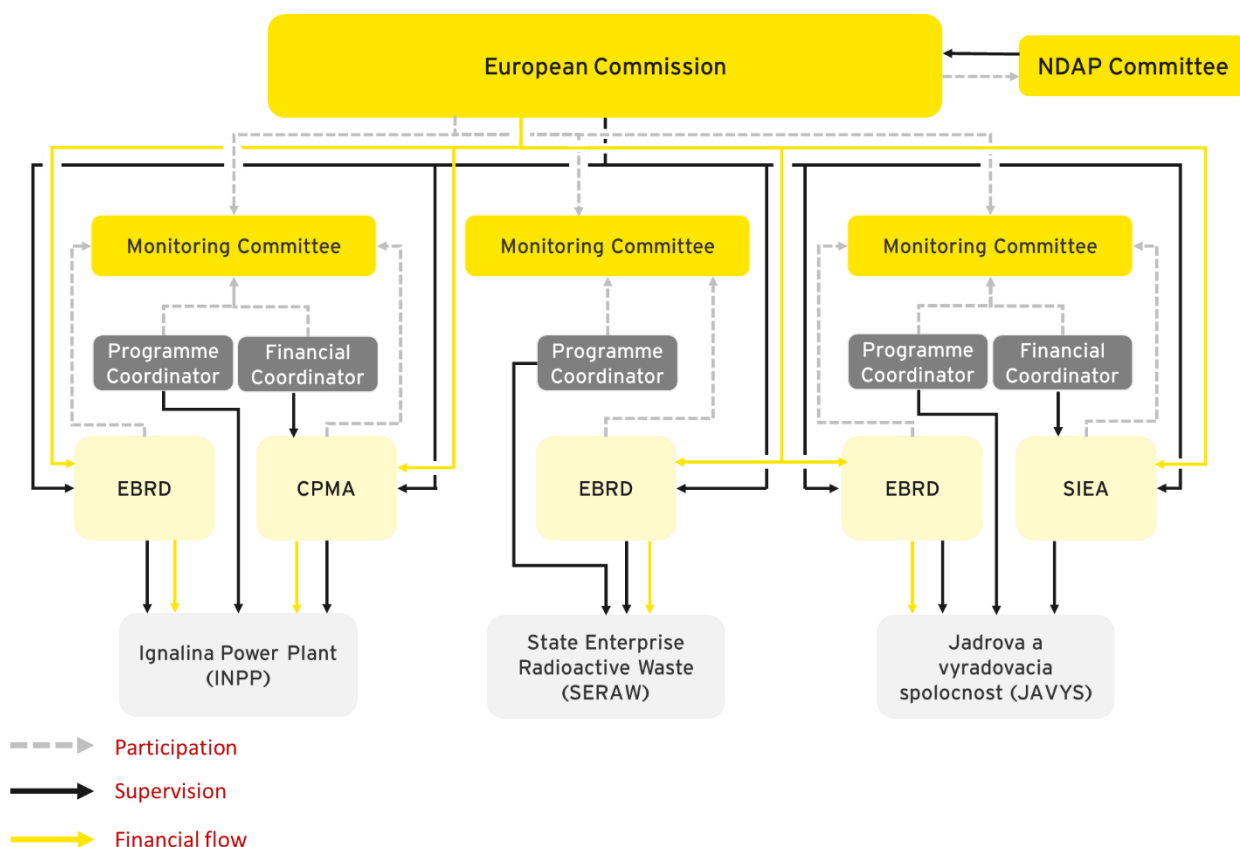 European Commission
NDAP Committee
Monitoring Committee
Monitoring Committee
Monitoring Committee
Programme
Coordinator
Financial
Coordinator
Programme
Coordinator
Programme
Coordinator
Financial
Coordinator
EBRD
CPMA
EBRD
EBRD
SIEA
Ignalina Power Plant
(INPP)
State Enterprise
Radioactive Waste
(SERAW)
Jadrova a
vyradovacia
spolocnost (JAVYS)
Participation
Supervision
Financial flow